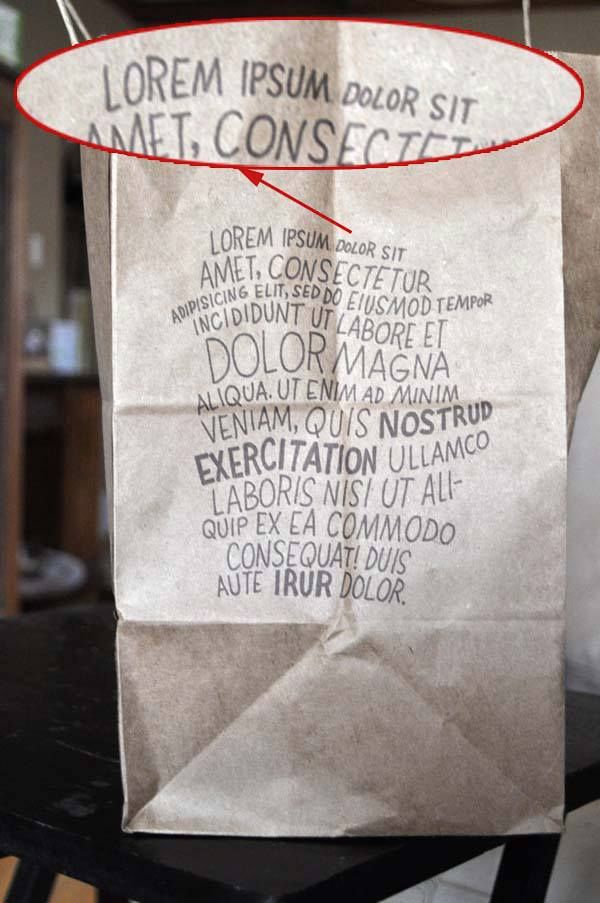 LOREM IPSUM DOLOR SIT
AMET, CONSECTETU
LOREM IPSUM DOLOR SIT
AMET, CONSECTETUR
ADIPISICING ELIT, SED DO EIUSMOD TEMPOR
INCIDIDUNT UT LABORE ET
DOLOR MAGNA
ALIQUA. UT ENIM AD MINIM
VENIAM, QUIS NOSTRUD
EXERCITATION ULLAMCO
LABORIS NISI UT ALI-
QUIP EX EA COMMODO
CONSEQUAT! DUIS
AUTE IRUR DOLOR.